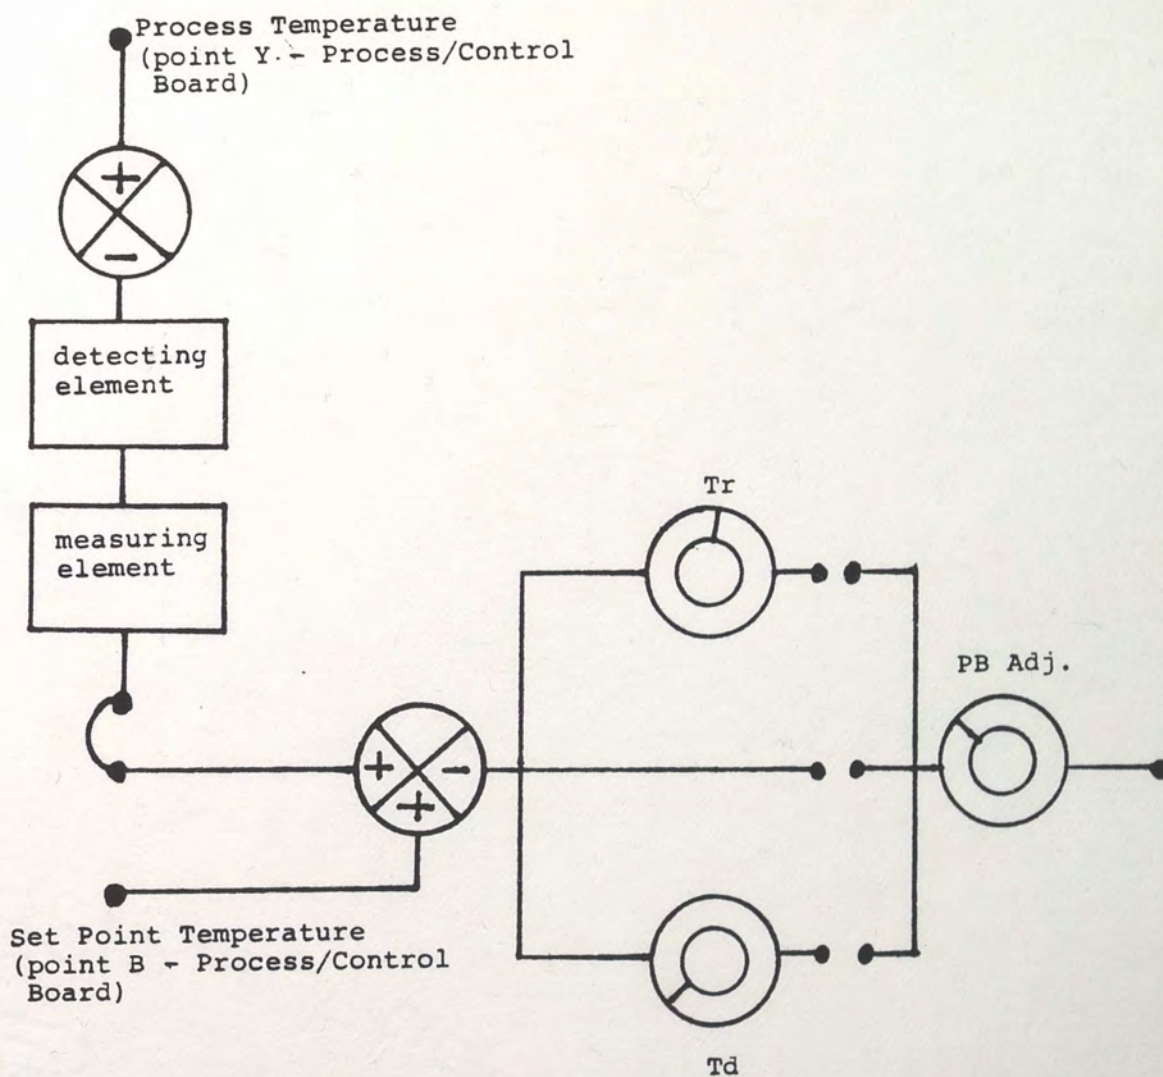 Process Temperature
(point Y - Process/Control
Board)
+
-
detecting
element
measuring
element
Tr
PB Adj.
+ -
+
Set Point Temperature
(point B - Process/Control
Board)
Td